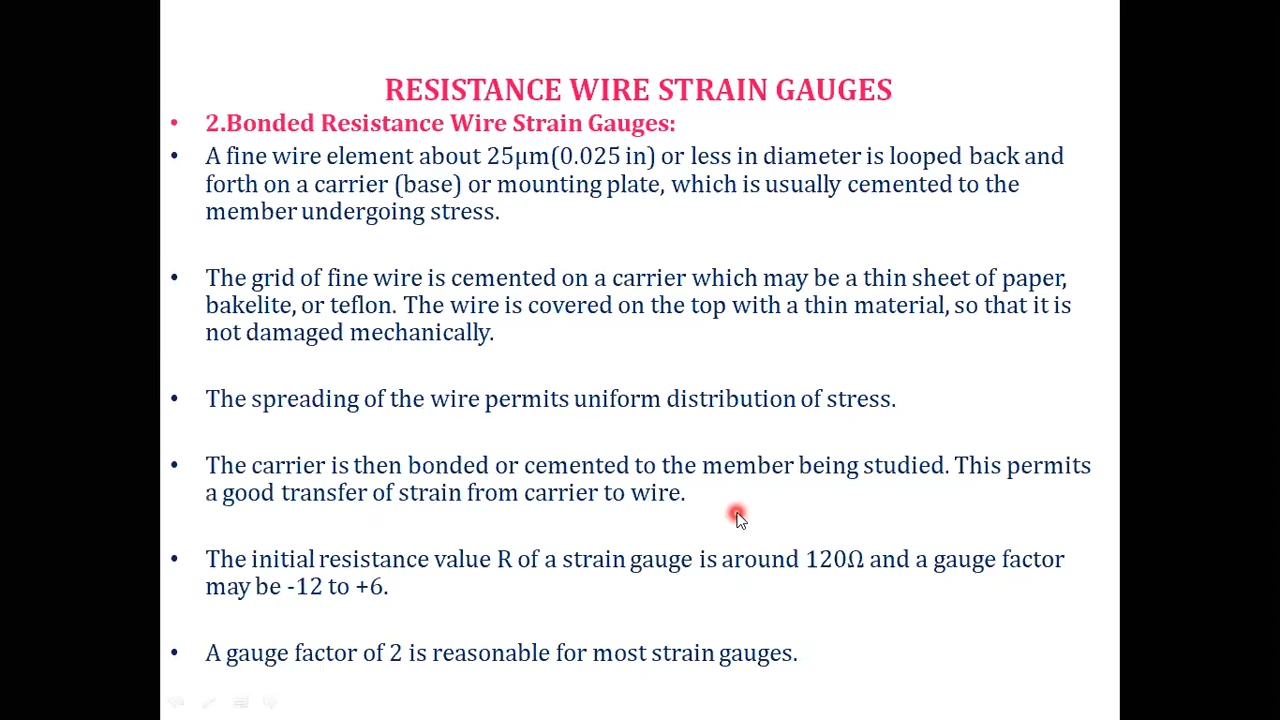 RESISTANCE WIRE STRAIN GAUGES
• 2.Bonded Resistance Wire Strain Gauges:
• A fine wire element about 25μm(0.025 in) or less in diameter is looped back and
forth on a carrier (base) or mounting plate, which is usually cemented to the
member undergoing stress.
• The grid of fine wire is cemented on a carrier which may be a thin sheet of paper,
bakelite, or teflon. The wire is covered on the top with a thin material, so that it is
not damaged mechanically.
• The spreading of the wire permits uniform distribution of stress.
• The carrier is then bonded or cemented to the member being studied. This permits
a good transfer of strain from carrier to wire.
• The initial resistance value R of a strain gauge is around 120Ω and a gauge factor
may be -12 to +6.
• A gauge factor of 2 is reasonable for most strain gauges.